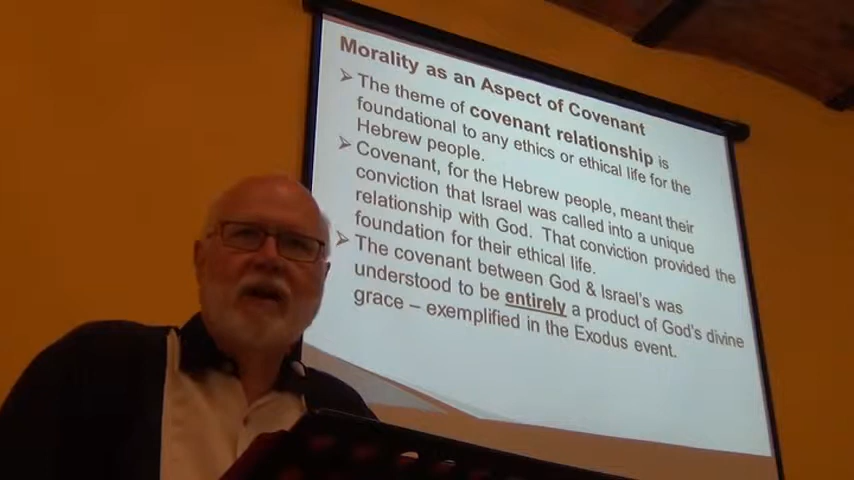 Morality as an Aspect of Covenant
➢ The theme of covenant relationship is
foundational to any ethics or ethical life for the
Hebrew people.
➢ Covenant, for the Hebrew people, meant their
conviction that Israel was called into a unique
relationship with God. That conviction provided the
foundation for their ethical life.
➢ The covenant between God & Israel's was
understood to be entirely a product of God's divine
grace – exemplified in the Exodus event.